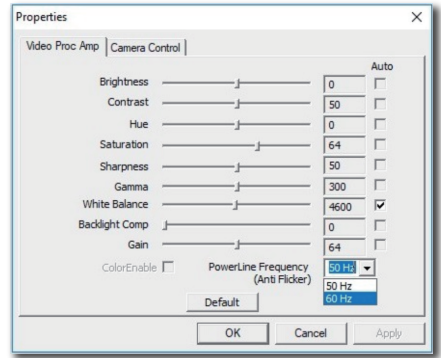 Properties
Video Proc Amp Camera Control
Auto
Brightness 0
Contrast 50
Hue 0
Saturation 64
Sharpness 50
Gamma 300
White Balance 4600
Backlight Comp 0
Gain 64
ColorEnable PowerLine Frequency 50 Hz
(Anti Flicker) 50 Hz
60 Hz
Default
OK Cancel Apply